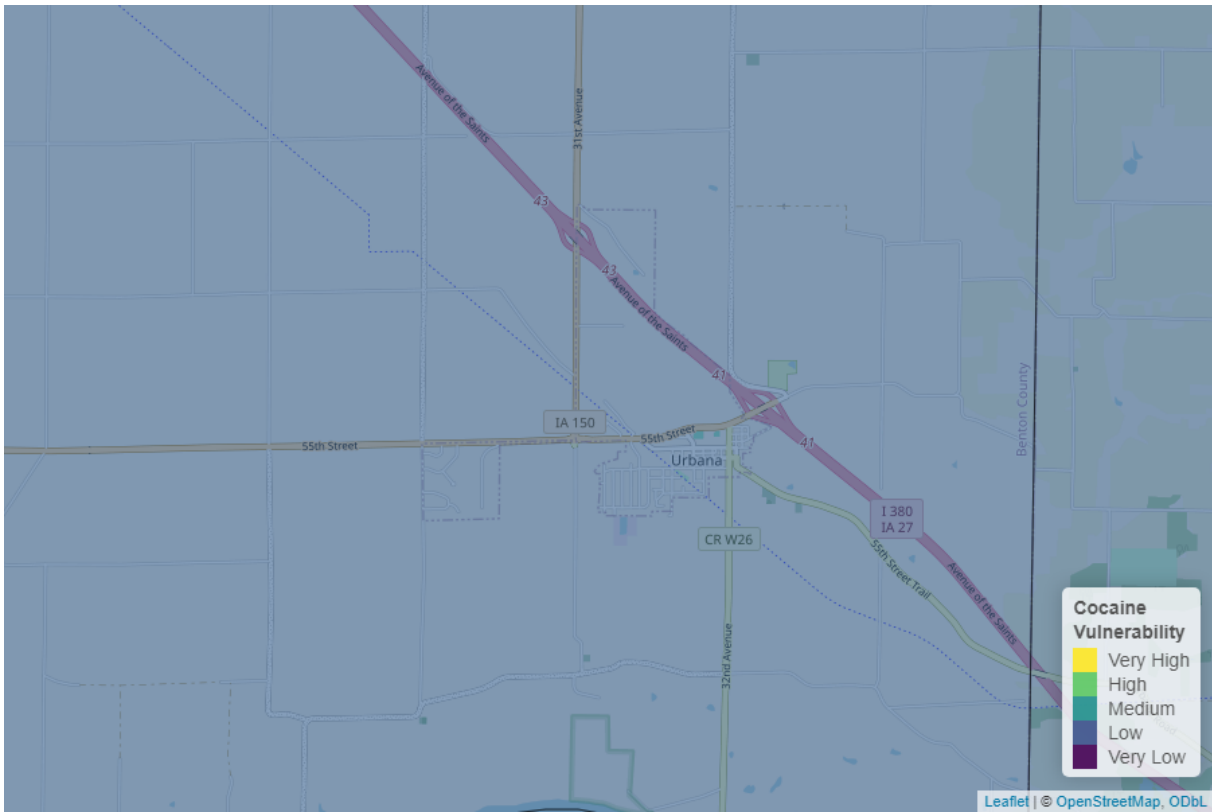 Avenue of the Saints
31st Avenue
43
43
Avenue of the Saints
41
IA 150
55th Street
55th Street
Urbana
41
Benton County
I 380
IA 27
CR W26
55th Street Trail
Avenue of the Saints
32nd Avenue
Cocaine
Vulnerability
Very High
High
Medium
Low
Very Low
Leaflet | © OpenStreetMap, ODbL